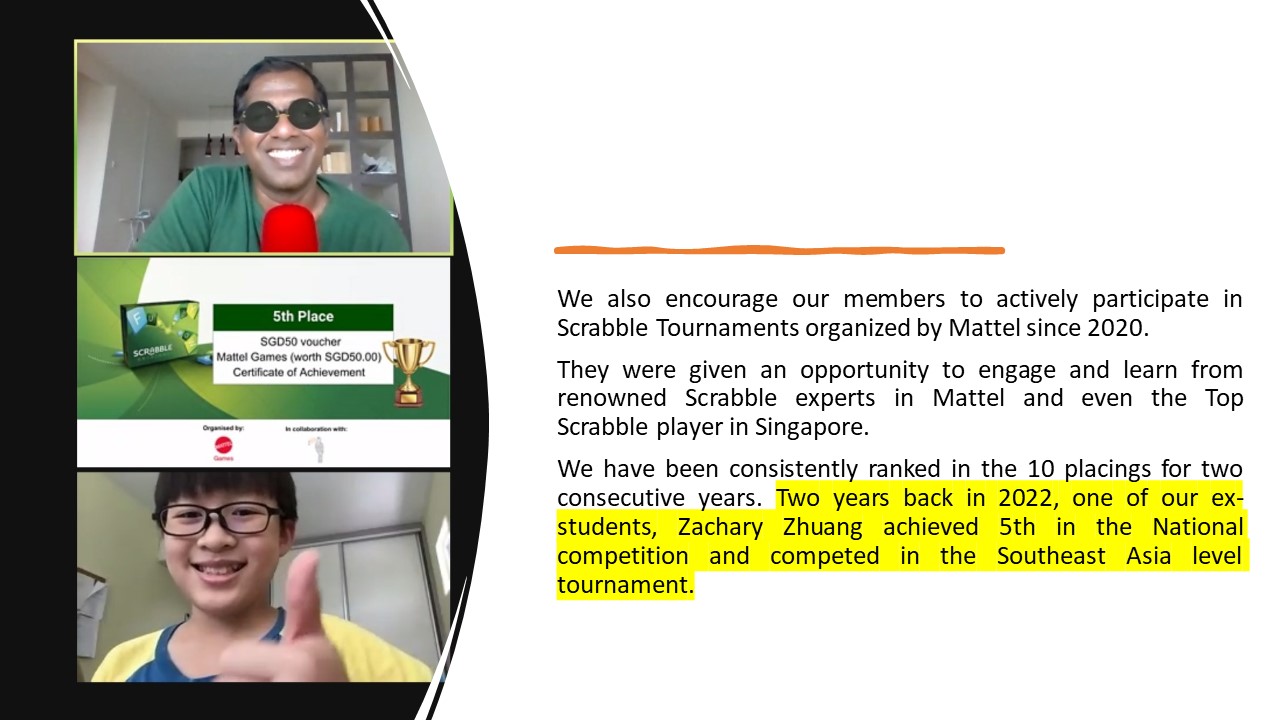 5th Place
SGD50 voucher
Mattel Games (worth SGD50.00)
Certificate of Achievement
SCRABBLE
Organised by:
In collaboration with:
MATTEL
Games
We also encourage our members to actively participate in
Scrabble Tournaments organized by Mattel since 2020.
They were given an opportunity to engage and learn from
renowned Scrabble experts in Mattel and even the Top
Scrabble player in Singapore.
We have been consistently ranked in the 10 placings for two
consecutive years. Two years back in 2022, one of our ex-
students, Zachary Zhuang achieved 5th in the National
competition and competed in the Southeast Asia level
tournament.